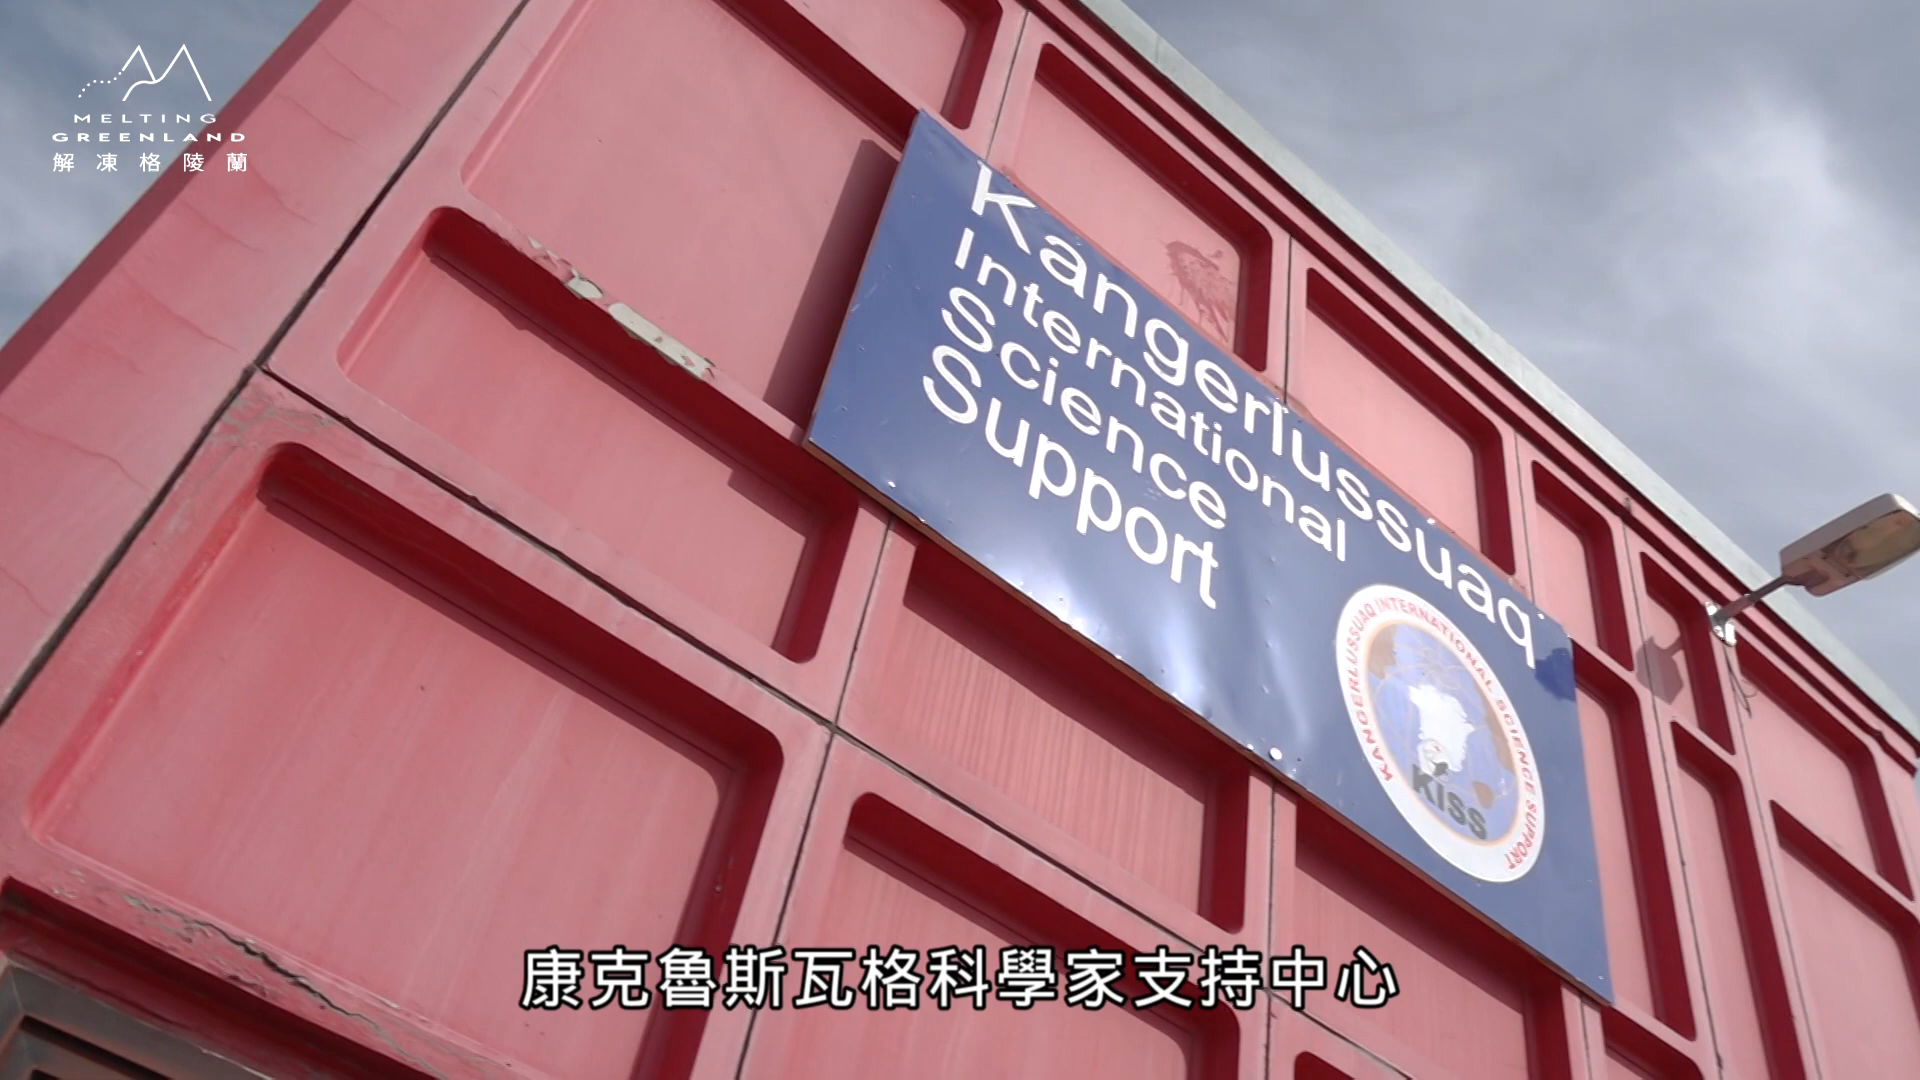 MELTING
GREENLAND
解凍格陵蘭
Kangerlussuaq
International
Science
Support
KANGERLUSSUAQ INTERNATIONAL SCIENCE SUPPORT
KISS
康克魯斯瓦格科學家支持中心